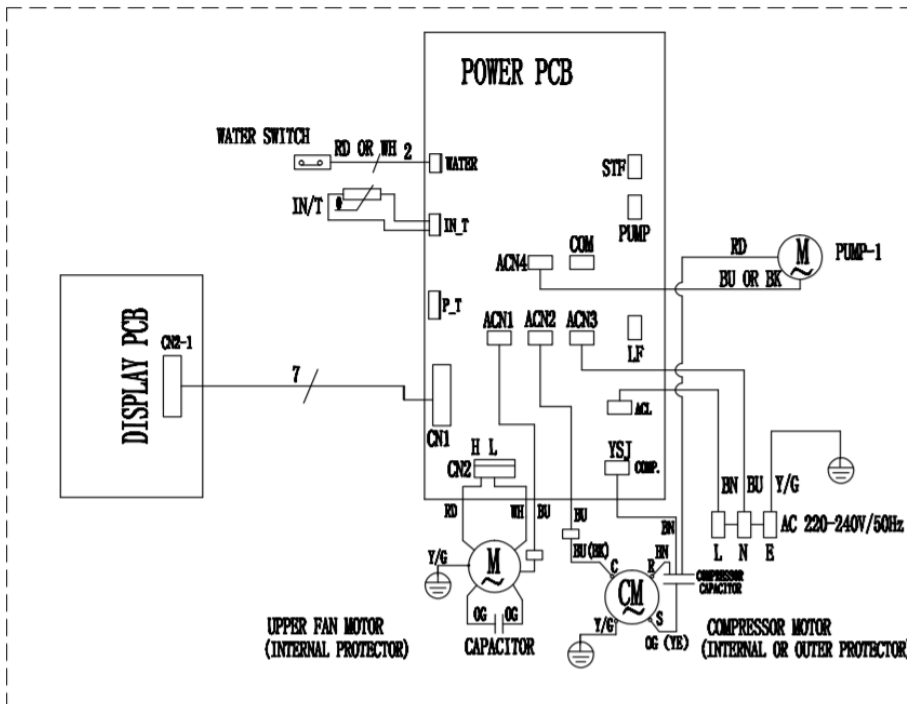 POWER PCB
WATER SWITCH
RD OR WH 2
WATER
STF
IN/T
θ
IN_T
PUMP
COM
ACN4
RD
M
~
PUMP-1
BU OR BK
DISPLAY PCB
CN2-1
P_T
ACN1 ACN2 ACN3
LF
7
ACL
CN1
H L
CN2
YSJ
COMP.
BN BU Y/G
AC 220-240V/50Hz
L N E
RD WH BU BU BN
BU(BK)
Y/G
M
~
C R BN
COMPRESSOR
CAPACITOR
CM
~
OG OG
Y/G
S
OG (YE)
UPPER FAN MOTOR
(INTERNAL PROTECTOR)
CAPACITOR
COMPRESSOR MOTOR
(INTERNAL OR OUTER PROTECTOR)